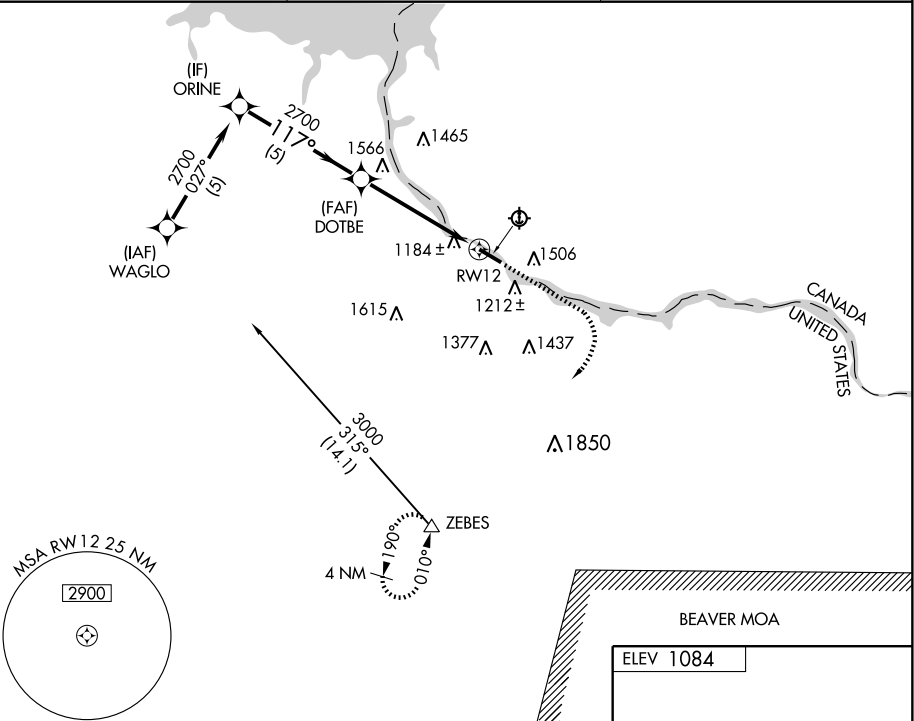 (IF)
ORINE
2700
117°
(5)
1465
1566
2700
027°
(5)
(FAF)
DOTBE
(IAF)
WAGLO
1184 ±
RW12
1506
1212 ±
1615
1377
1437
CANADA
UNITED STATES
3000
315°
(14.1)
1850
ZEBES
190°
010°
4 NM
MSA RW12 25 NM
2900
BEAVER MOA
ELEV 1084